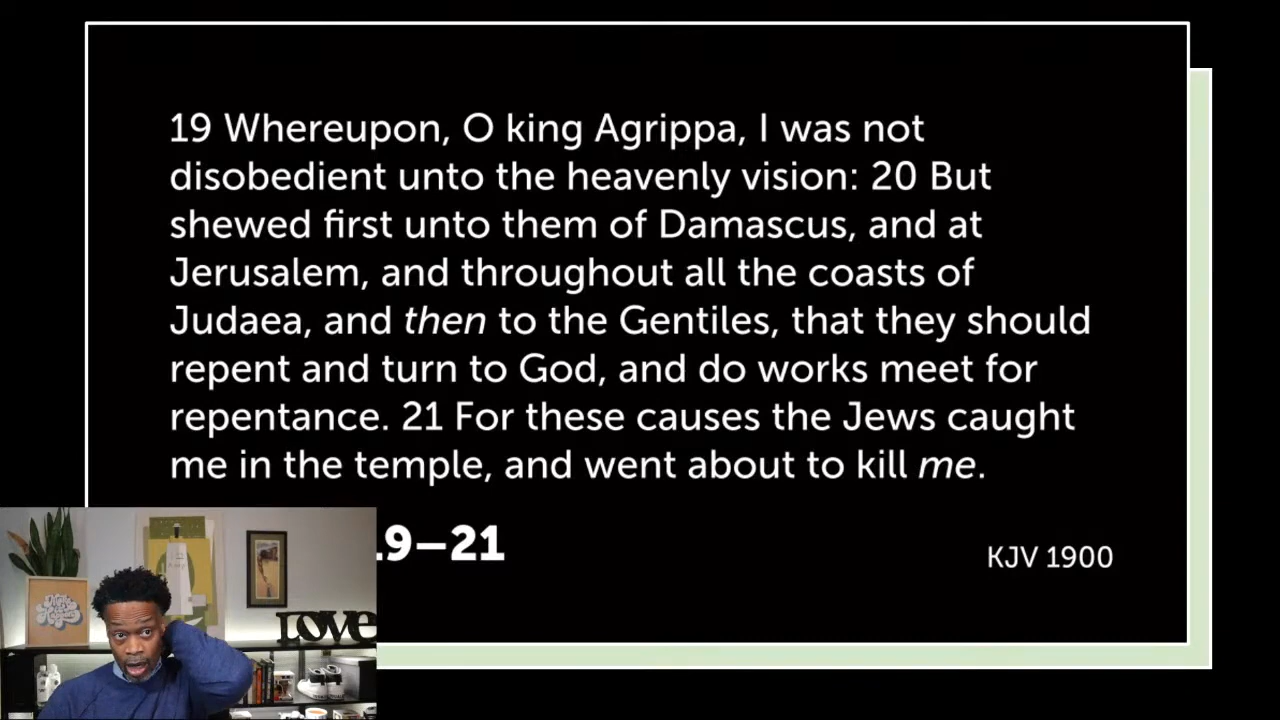 19 Whereupon, O king Agrippa, I was not
disobedient unto the heavenly vision: 20 But
shewed first unto them of Damascus, and at
Jerusalem, and throughout all the coasts of
Judaea, and then to the Gentiles, that they should
repent and turn to God, and do works meet for
repentance. 21 For these causes the Jews caught
me in the temple, and went about to kill me.
19–21
KJV 1900
love